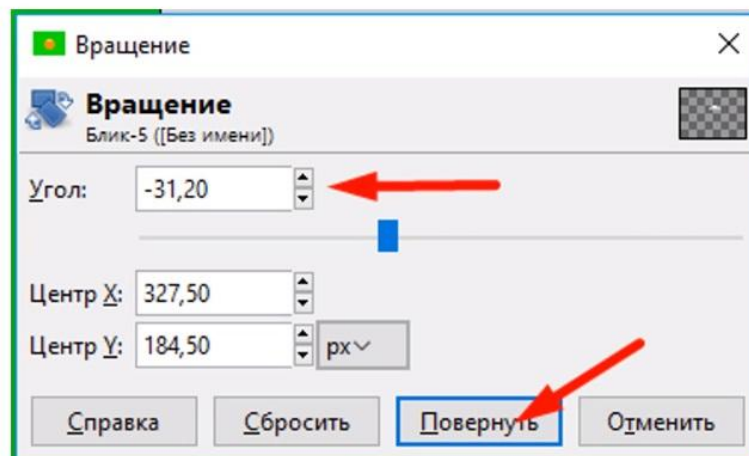 Вращение
Вращение
Блик-5 ([Без имени])
Угол: -31,20
Центр X: 327,50
Центр Y: 184,50 px
Справка Сбросить Повернуть Отменить